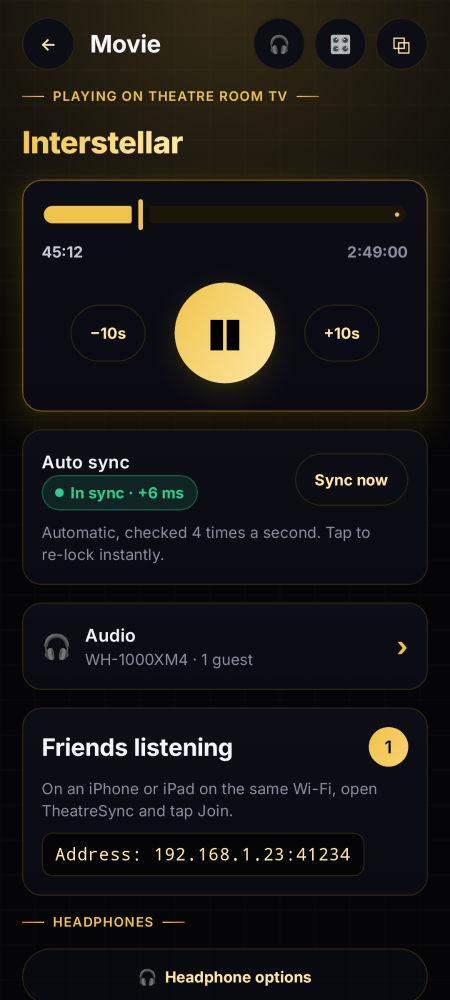 Movie
PLAYING ON THEATRE ROOM TV
Interstellar
45:12
2:49:00
−10s
+10s
Auto sync
In sync · +6 ms
Sync now
Automatic, checked 4 times a second. Tap to
re-lock instantly.
Audio
WH-1000XM4 · 1 guest
Friends listening
1
On an iPhone or iPad on the same Wi-Fi, open
TheatreSync and tap Join.
Address: 192.168.1.23:41234
HEADPHONES
Headphone options